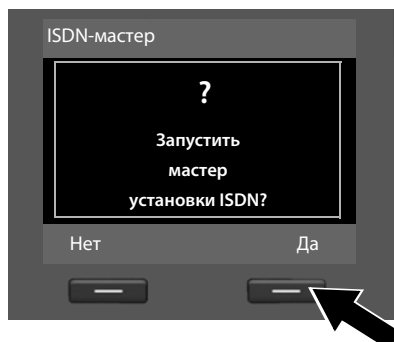 ISDN-мастер
?
Запустить
мастер
установки ISDN?
Нет Да